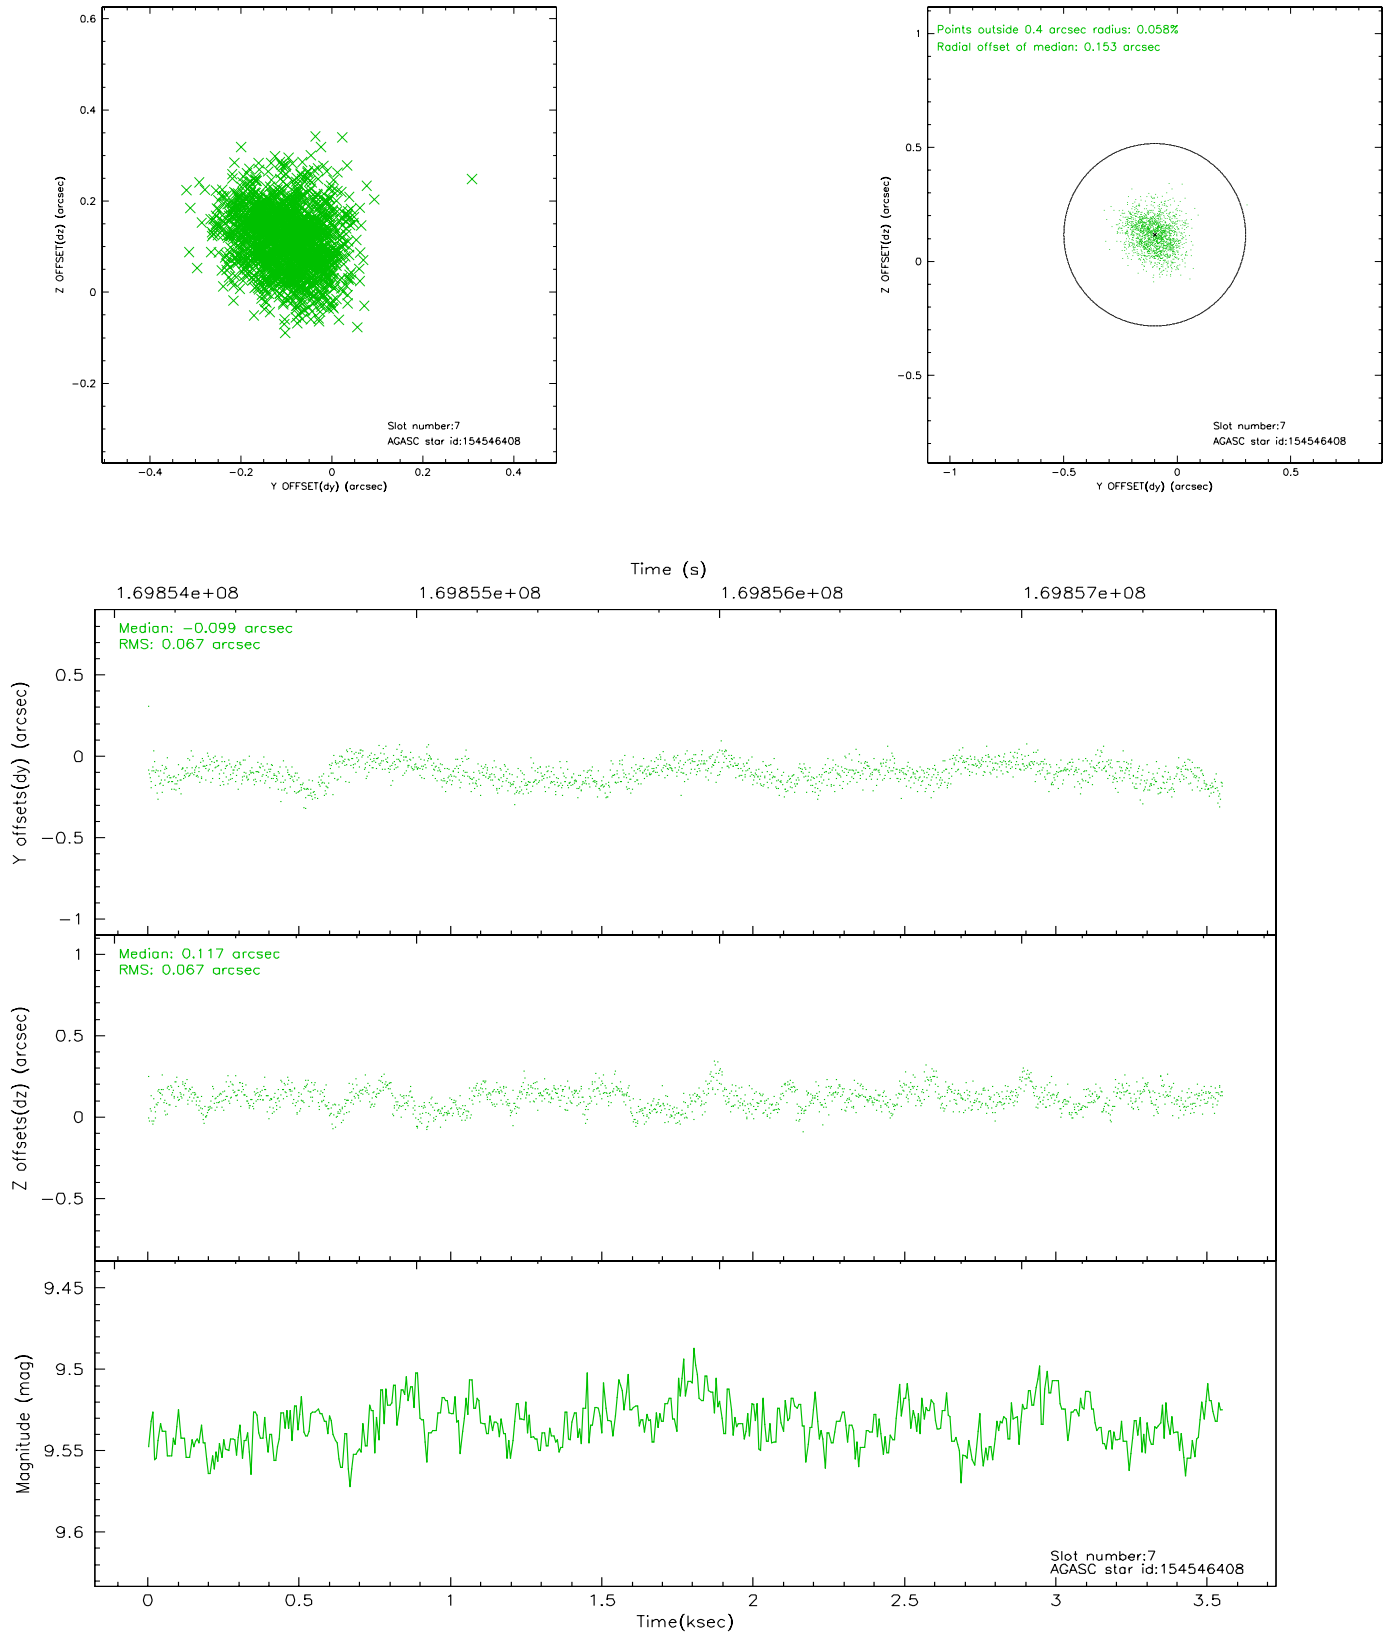 0.6
0.4
0.2
0
−0.2
−0.4
−0.2
0
0.2
0.4
Z OFFSET(dz) (arcsec)
Y OFFSET(dy) (arcsec)
Slot number:7
AGASC star id:154546408
Points outside 0.4 arcsec radius: 0.058%
Radial offset of median: 0.153 arcsec
1
0.5
0
−0.5
−1
−0.5
0
0.5
Z OFFSET(dz) (arcsec)
Y OFFSET(dy) (arcsec)
Slot number:7
AGASC star id:154546408
Time (s)
1.69854e+08 1.69855e+08 1.69856e+08 1.69857e+08
Median: −0.099 arcsec
RMS: 0.067 arcsec
0.5
0
−0.5
−1
Y offsets(dy) (arcsec)
Median: 0.117 arcsec
RMS: 0.067 arcsec
1
0.5
0
−0.5
Z offsets(dz) (arcsec)
9.45
9.5
9.55
9.6
Magnitude (mag)
Slot number:7
AGASC star id:154546408
0 0.5 1 1.5 2 2.5 3 3.5
Time(ksec)